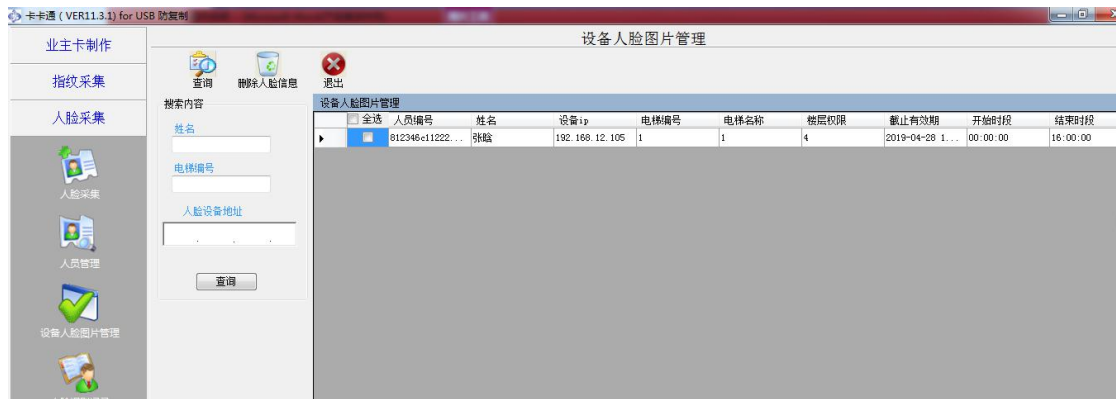 卡卡通 ( VER11.3.1) for USB 防复制
设备人脸图片管理
业主卡制作
指纹采集
人脸采集
人脸采集
人员管理
设备人脸图片管理
查询 删除人脸信息 退出
搜索内容
姓名
电梯编号
人脸设备地址
. . .
查询
设备人脸图片管理
全选 人员编号 姓名 设备ip 电梯编号 电梯名称 楼层权限 截止有效期 开始时段 结束时段
812346c11222... 张晗 192.168.12.105 1 1 4 2019-04-28 1... 00:00:00 16:00:00